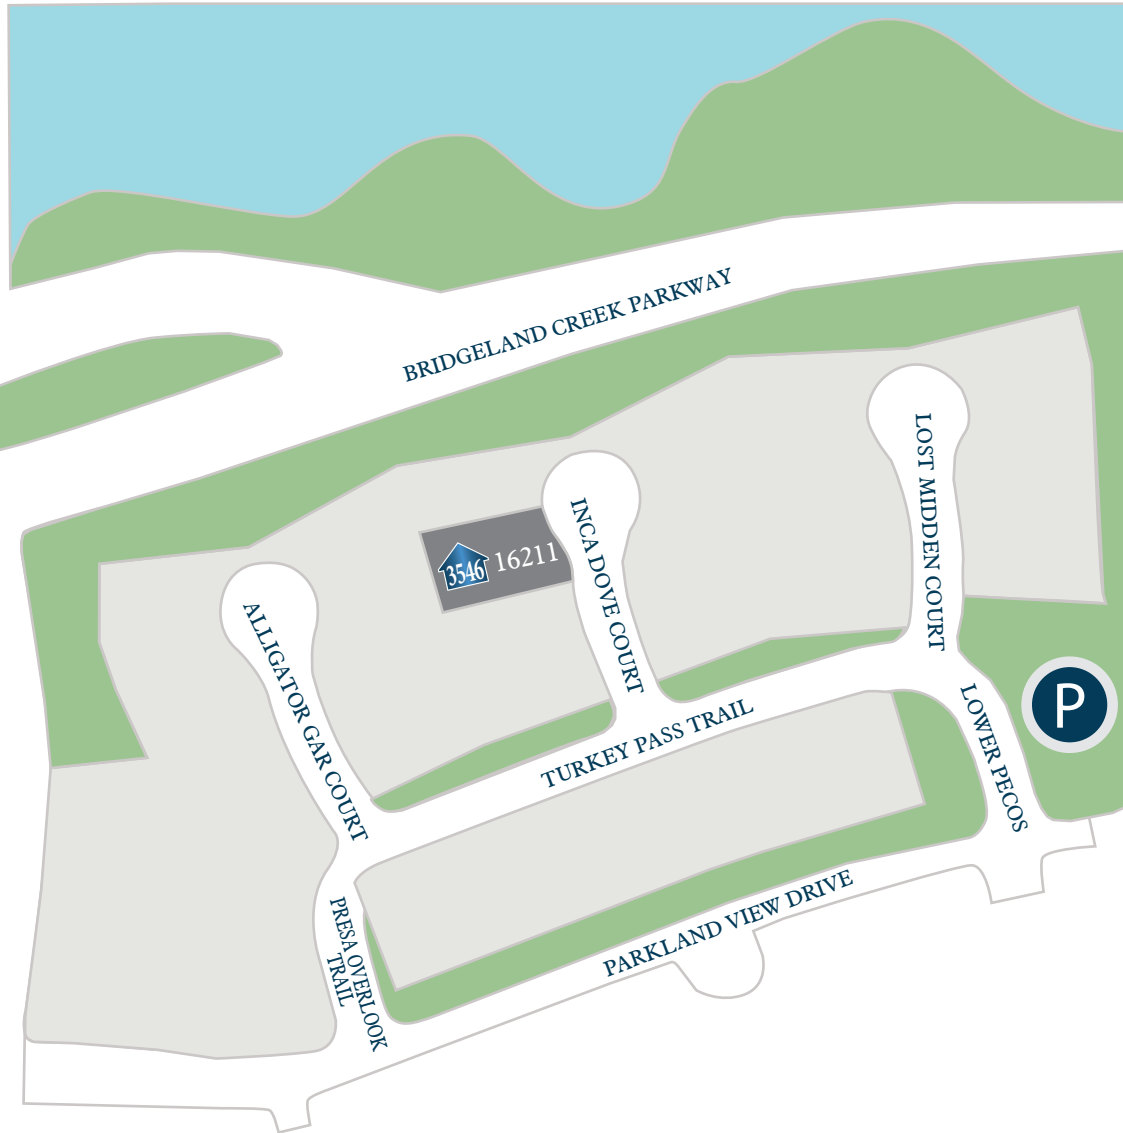 BRIDGELAND CREEK PARKWAY
LOST MIDDEN COURT
INCA DOVE COURT
3546
16211
ALLIGATOR GAR COURT
P
LOWER PECOS
TURKEY PASS TRAIL
PARKLAND VIEW DRIVE
PRESA OVERLOOK
TRAIL